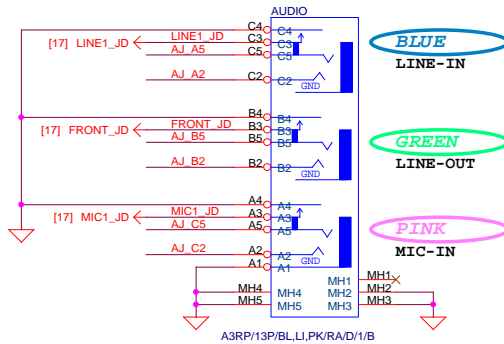 AUDIO
C4 C4
[17] LINE1_JD LINE1_JD C3 C3
AJ_A5 C5 C5
BLUE
LINE-IN
AJ_A2 C2 C2
GND
B4 B4
[17] FRONT_JD FRONT_JD B3 B3
AJ_B5 B5 B5
GREEN
LINE-OUT
AJ_B2 B2 B2
GND
A4 A4
[17] MIC1_JD MIC1_JD A3 A3
AJ_C5 A5 A5
PINK
MIC-IN
AJ_C2 A2 A2
GND
A1 A1
MH1 MH1
MH4 MH4 MH2 MH2
MH5 MH5 MH3 MH3
A3RP/13P/BL,LI,PK/RA/D/1/B